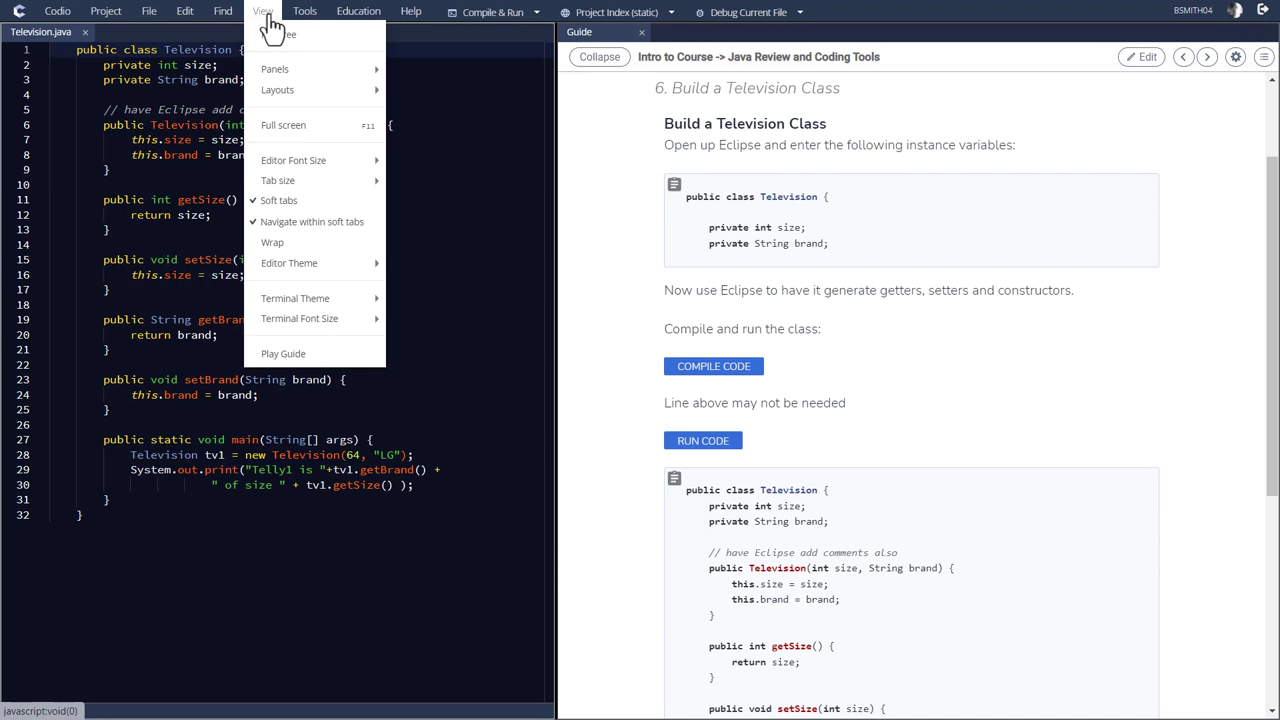 Codio
Project
File
Edit
Find
View
Tools
Education
Help
Compile & Run
Project Index (static)
Debug Current File
BSMITH04
Television.java
1 public class Television {
2 private int size;
3 private String brand;
4
5 // have Eclipse add c
6 public Television(int {
7 this.size = size;
8 this.brand = bran
9 }
10
11 public int getSize()
12 return size;
13 }
14
15 public void setSize(i
16 this.size = size;
17 }
18
19 public String getBran
20 return brand;
21 }
22
23 public void setBrand(String brand) {
24 this.brand = brand;
25 }
26
27 public static void main(String[] args) {
28 Television tv1 = new Television(64, "LG");
29 System.out.print("Telly1 is "+tv1.getBrand() +
30 " of size " + tv1.getSize() );
31 }
32 }
Panels
Layouts
Full screen F11
Editor Font Size
Tab size
Soft tabs
Navigate within soft tabs
Wrap
Editor Theme
Terminal Theme
Terminal Font Size
Play Guide
javascript:void(0)
Guide
Collapse
Intro to Course -> Java Review and Coding Tools
Edit
6. Build a Television Class
Build a Television Class
Open up Eclipse and enter the following instance variables:
public class Television {
private int size;
private String brand;
Now use Eclipse to have it generate getters, setters and constructors.
Compile and run the class:
COMPILE CODE
Line above may not be needed
RUN CODE
public class Television {
private int size;
private String brand;
// have Eclipse add comments also
public Television(int size, String brand) {
this.size = size;
this.brand = brand;
}
public int getSize() {
return size;
}
public void setSize(int size) {